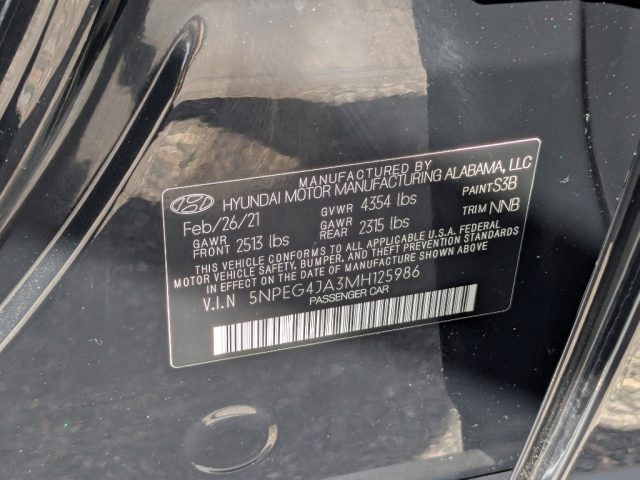 MANUFACTURED BY
HYUNDAI MOTOR MANUFACTURING ALABAMA, LLC
Feb/26/21 GVWR 4354 lbs PAINT S3B
GAWR FRONT 2513 lbs GAWR REAR 2315 lbs TRIM NNB
THIS VEHICLE CONFORMS TO ALL APPLICABLE U.S.A. FEDERAL
MOTOR VEHICLE SAFETY, BUMPER, AND THEFT PREVENTION STANDARDS
IN EFFECT ON THE DATE OF MANUFACTURE SHOWN ABOVE
V.I.N 5NPEG4JA3MH125986
PASSENGER CAR